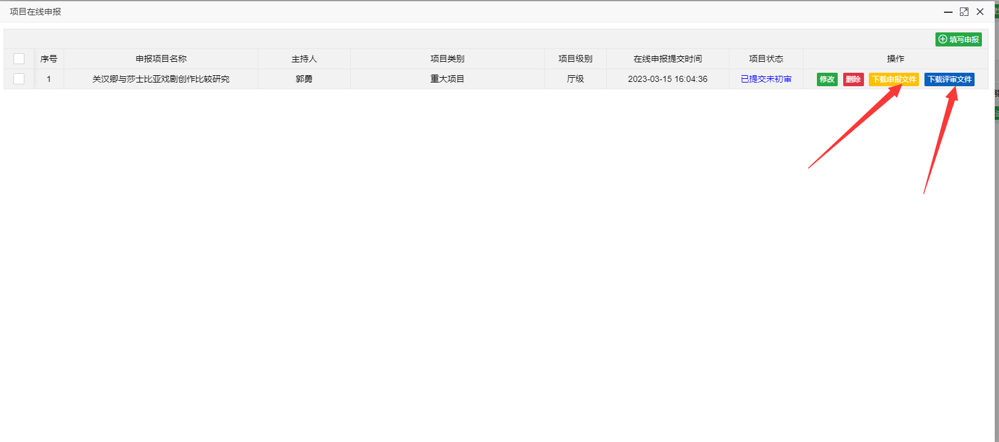 项目在线申报
填写申报
序号 申报项目名称 主持人 项目类别 项目级别 在线申报提交时间 项目状态 操作
1 关汉卿与莎士比亚戏剧创作比较研究 郭勇 重大项目 厅级 2023-03-15 16:04:36 已提交未初审 修改 删除 下载申报文件 下载评审文件